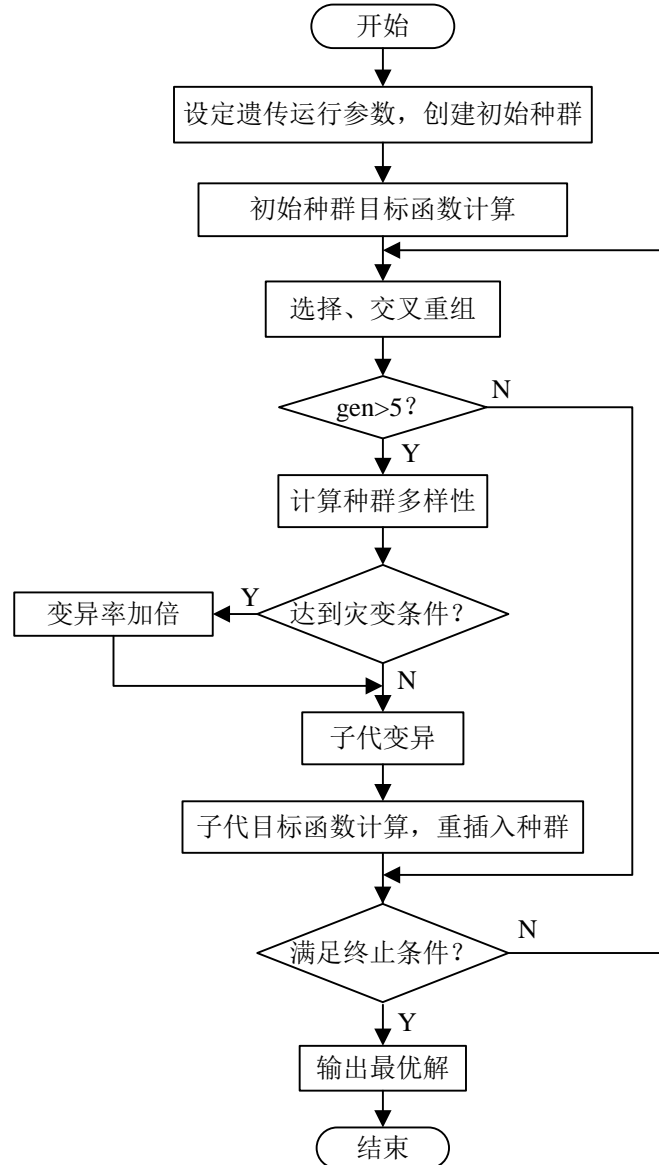 开始
设定遗传运行参数，创建初始种群
初始种群目标函数计算
选择、交叉重组
gen>5？
N
Y
计算种群多样性
达到灾变条件？
Y
变异率加倍
N
子代变异
子代目标函数计算，重插入种群
满足终止条件？
N
Y
输出最优解
结束